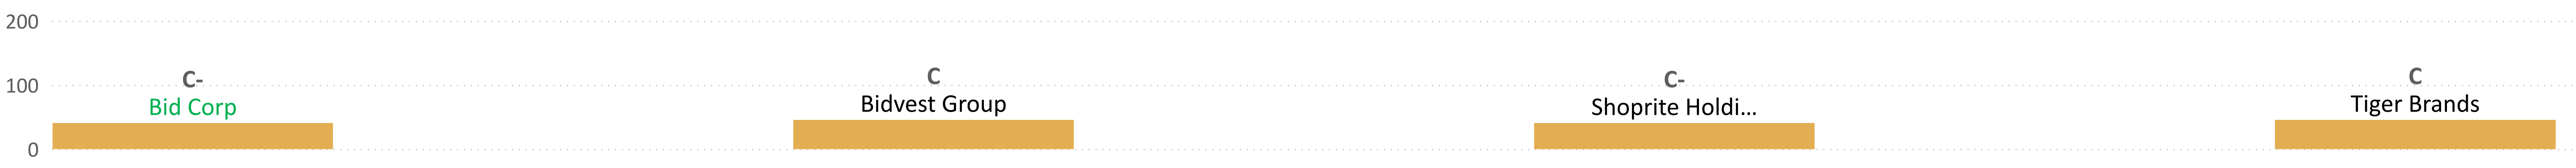 200
100
0
C-
Bid Corp
C
Bidvest Group
C-
Shoprite Holdi...
C
Tiger Brands